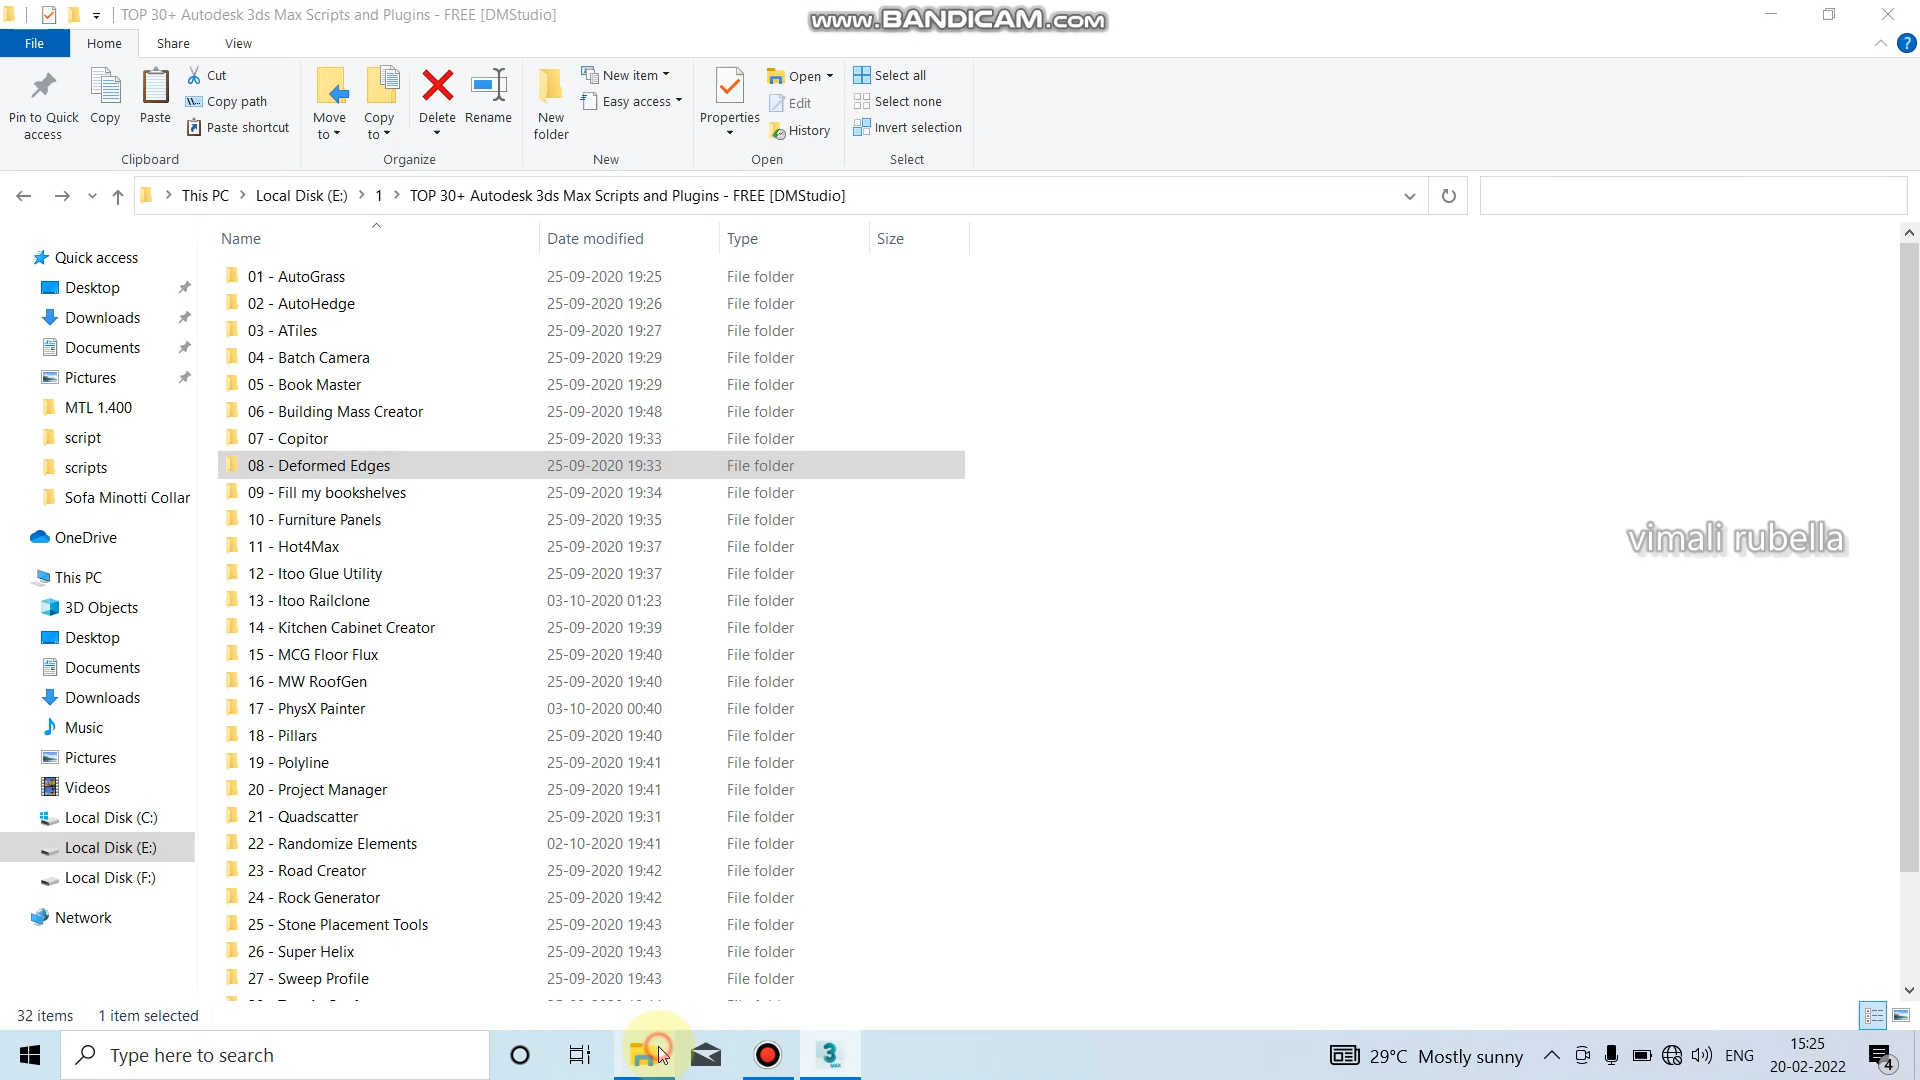 TOP 30+ Autodesk 3ds Max Scripts and Plugins - FREE [DMStudio]
www.BANDICAM.com
File
Home
Share
View
?
Pin to Quick access
Copy
Paste
Cut
Copy path
Paste shortcut
Clipboard
Move to
Copy to
Delete
Rename
Organize
New folder
New item
Easy access
New
Properties
Open
Edit
History
Open
Select all
Select none
Invert selection
Select
This PC > Local Disk (E:) > 1 > TOP 30+ Autodesk 3ds Max Scripts and Plugins - FREE [DMStudio]
Name Date modified Type Size
Quick access
Desktop
Downloads
Documents
Pictures
MTL 1.400
script
scripts
Sofa Minotti Collar
OneDrive
This PC
3D Objects
Desktop
Documents
Downloads
Music
Pictures
Videos
Local Disk (C:)
Local Disk (E:)
Local Disk (F:)
Network
01 - AutoGrass 25-09-2020 19:25 File folder
02 - AutoHedge 25-09-2020 19:26 File folder
03 - ATiles 25-09-2020 19:27 File folder
04 - Batch Camera 25-09-2020 19:29 File folder
05 - Book Master 25-09-2020 19:29 File folder
06 - Building Mass Creator 25-09-2020 19:48 File folder
07 - Copitor 25-09-2020 19:33 File folder
08 - Deformed Edges 25-09-2020 19:33 File folder
09 - Fill my bookshelves 25-09-2020 19:34 File folder
10 - Furniture Panels 25-09-2020 19:35 File folder
11 - Hot4Max 25-09-2020 19:37 File folder
12 - Itoo Glue Utility 25-09-2020 19:37 File folder
13 - Itoo Railclone 03-10-2020 01:23 File folder
14 - Kitchen Cabinet Creator 25-09-2020 19:39 File folder
15 - MCG Floor Flux 25-09-2020 19:40 File folder
16 - MW RoofGen 25-09-2020 19:40 File folder
17 - PhysX Painter 03-10-2020 00:40 File folder
18 - Pillars 25-09-2020 19:40 File folder
19 - Polyline 25-09-2020 19:41 File folder
20 - Project Manager 25-09-2020 19:41 File folder
21 - Quadscatter 25-09-2020 19:31 File folder
22 - Randomize Elements 02-10-2020 19:41 File folder
23 - Road Creator 25-09-2020 19:42 File folder
24 - Rock Generator 25-09-2020 19:42 File folder
25 - Stone Placement Tools 25-09-2020 19:43 File folder
26 - Super Helix 25-09-2020 19:43 File folder
27 - Sweep Profile 25-09-2020 19:43 File folder
vimali rubella
32 items 1 item selected
Type here to search
3
MAX
29°C Mostly sunny
ENG
15:25
20-02-2022
4